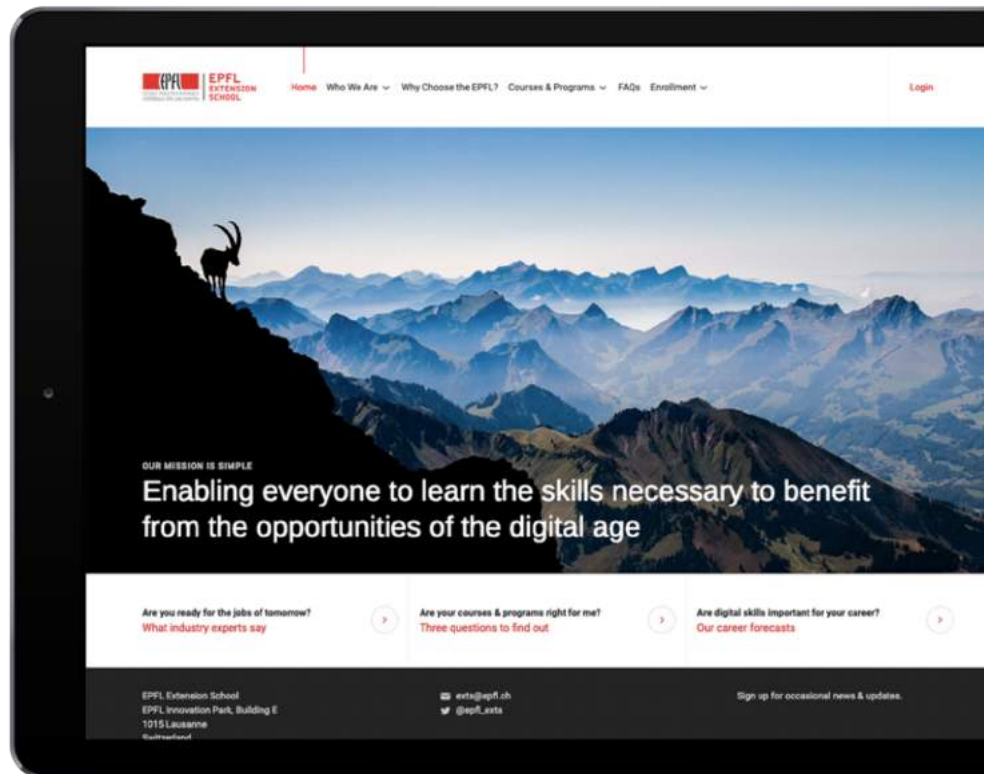 EPFL
EPFL
EXTENSION
SCHOOL
Home Who We Are Why Choose the EPFL? Courses & Programs FAQs Enrollment Login
OUR MISSION IS SIMPLE
Enabling everyone to learn the skills necessary to benefit
from the opportunities of the digital age
Are you ready for the jobs of tomorrow?
What industry experts say
Are your courses & programs right for me?
Three questions to find out
Are digital skills important for your career?
Our career forecasts
EPFL Extension School
EPFL Innovation Park, Building E
1015 Lausanne
Switzerland
exts@epfl.ch
@epfl_exts
Sign up for occasional news & updates.